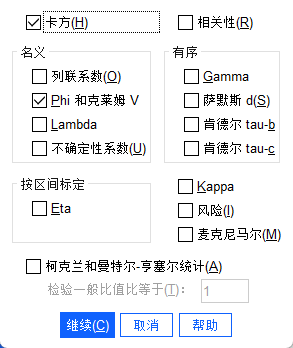 卡方(H) 相关性(R)
名义 有序
列联系数(O) Gamma
Phi 和克莱姆 V 萨默斯 d(S)
Lambda 肯德尔 tau-b
不确定性系数(U) 肯德尔 tau-c
按区间标定 Kappa
Eta 风险(I)
麦克尼马尔(M)
柯克兰和曼特尔-亨塞尔统计(A)
检验一般比值比等于(T): 1
继续(C) 取消 帮助